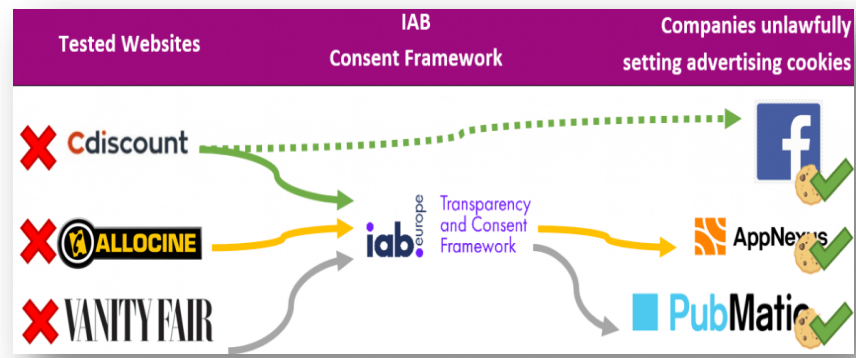 Tested Websites
IAB
Consent Framework
Companies unlawfully
setting advertising cookies
Cdiscount
f
ALLOCINE
iab.europe
Transparency
and Consent
Framework
AppNexus
VANITY FAIR
PubMatic